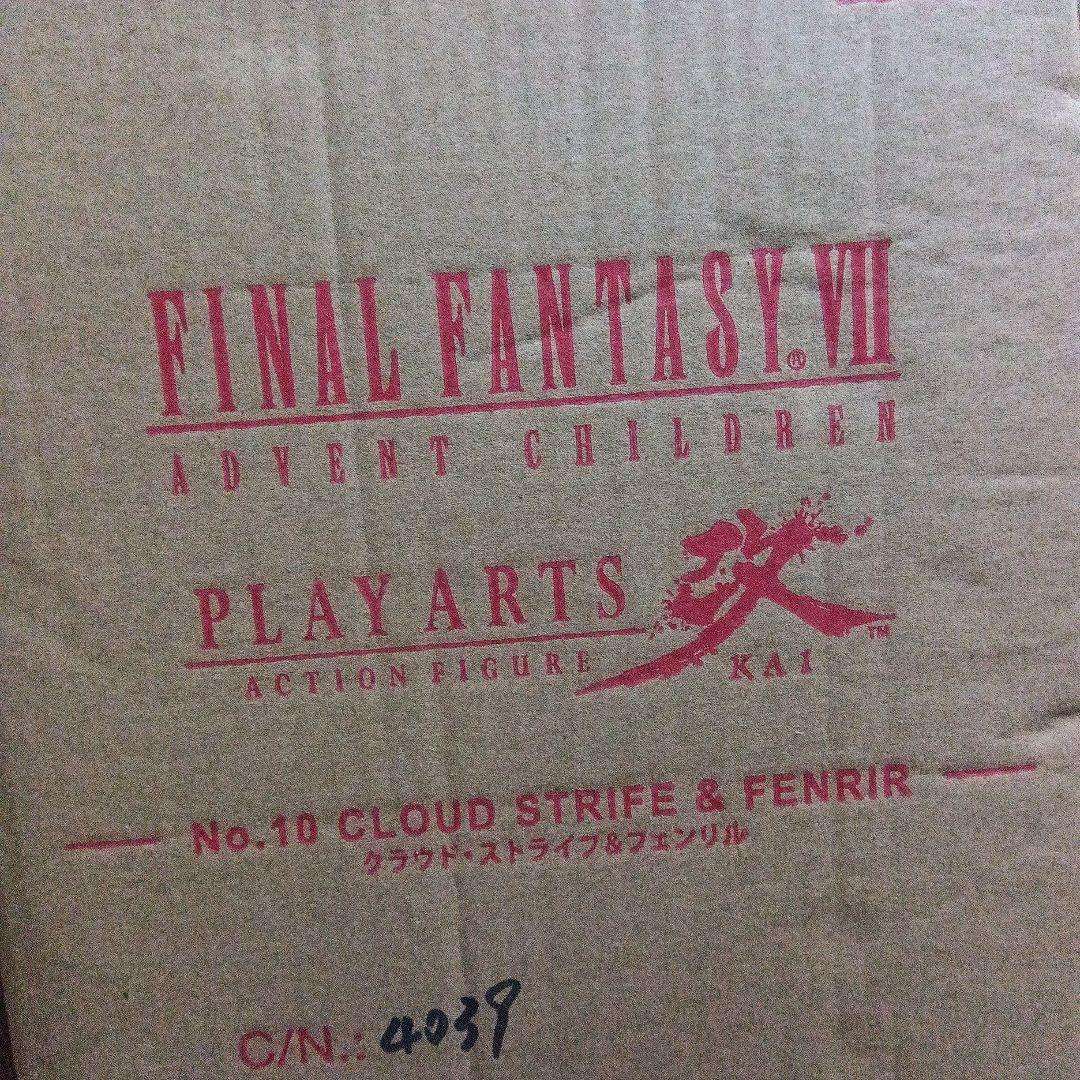 FINAL FANTASY® VII
ADVENT CHILDREN
PLAY ARTS 改
ACTION FIGURE KAI ™
No.10 CLOUD STRIFE & FENRIR
クラウド・ストライフ&フェンリル
C/N.: 4039